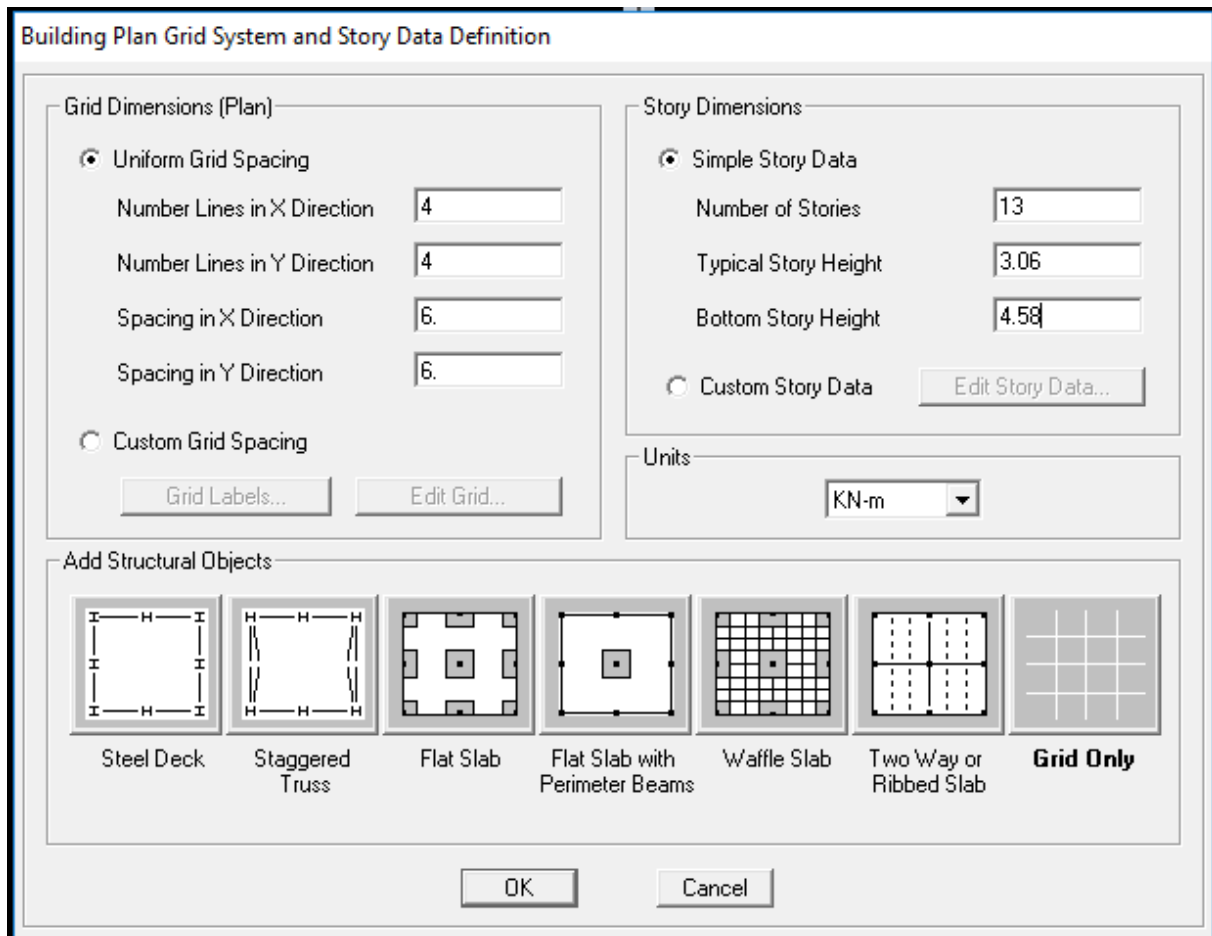 Building Plan Grid System and Story Data Definition
Grid Dimensions (Plan)
Uniform Grid Spacing
Number Lines in X Direction 4
Number Lines in Y Direction 4
Spacing in X Direction 6.
Spacing in Y Direction 6.
Custom Grid Spacing
Grid Labels... Edit Grid...
Story Dimensions
Simple Story Data
Number of Stories 13
Typical Story Height 3.06
Bottom Story Height 4.58
Custom Story Data Edit Story Data...
Units
KN-m
Add Structural Objects
Steel Deck
Staggered
Truss
Flat Slab
Flat Slab with
Perimeter Beams
Waffle Slab
Two Way or
Ribbed Slab
Grid Only
OK Cancel